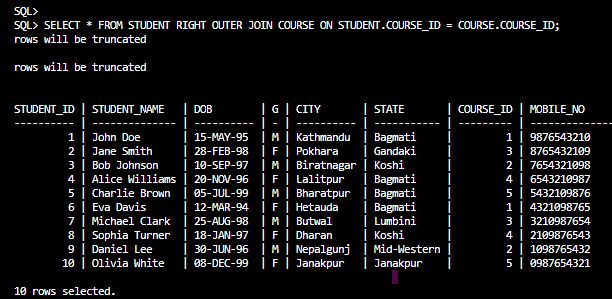 SQL>
SQL> SELECT * FROM STUDENT RIGHT OUTER JOIN COURSE ON STUDENT.COURSE_ID = COURSE.COURSE_ID;
rows will be truncated
rows will be truncated
STUDENT_ID | STUDENT_NAME | DOB | G | CITY | STATE | COURSE_ID | MOBILE_NO
---------- | --------------- | ---------- | - | ---------- | --------------- | ---------- | ---------------
1 | John Doe | 15-MAY-95 | M | Kathmandu | Bagmati | 1 | 9876543210
2 | Jane Smith | 28-FEB-98 | F | Pokhara | Gandaki | 3 | 8765432109
3 | Bob Johnson | 10-SEP-97 | M | Biratnagar | Koshi | 2 | 7654321098
4 | Alice Williams | 20-NOV-96 | F | Lalitpur | Bagmati | 4 | 6543210987
5 | Charlie Brown | 05-JUL-99 | M | Bharatpur | Bagmati | 5 | 5432109876
6 | Eva Davis | 12-MAR-94 | F | Hetauda | Bagmati | 1 | 4321098765
7 | Michael Clark | 25-AUG-98 | M | Butwal | Lumbini | 3 | 3210987654
8 | Sophia Turner | 18-JAN-97 | F | Dharan | Koshi | 4 | 2109876543
9 | Daniel Lee | 30-JUN-96 | M | Nepalgunj | Mid-Western | 2 | 1098765432
10 | Olivia White | 08-DEC-99 | F | Janakpur | Janakpur | 5 | 0987654321
10 rows selected.